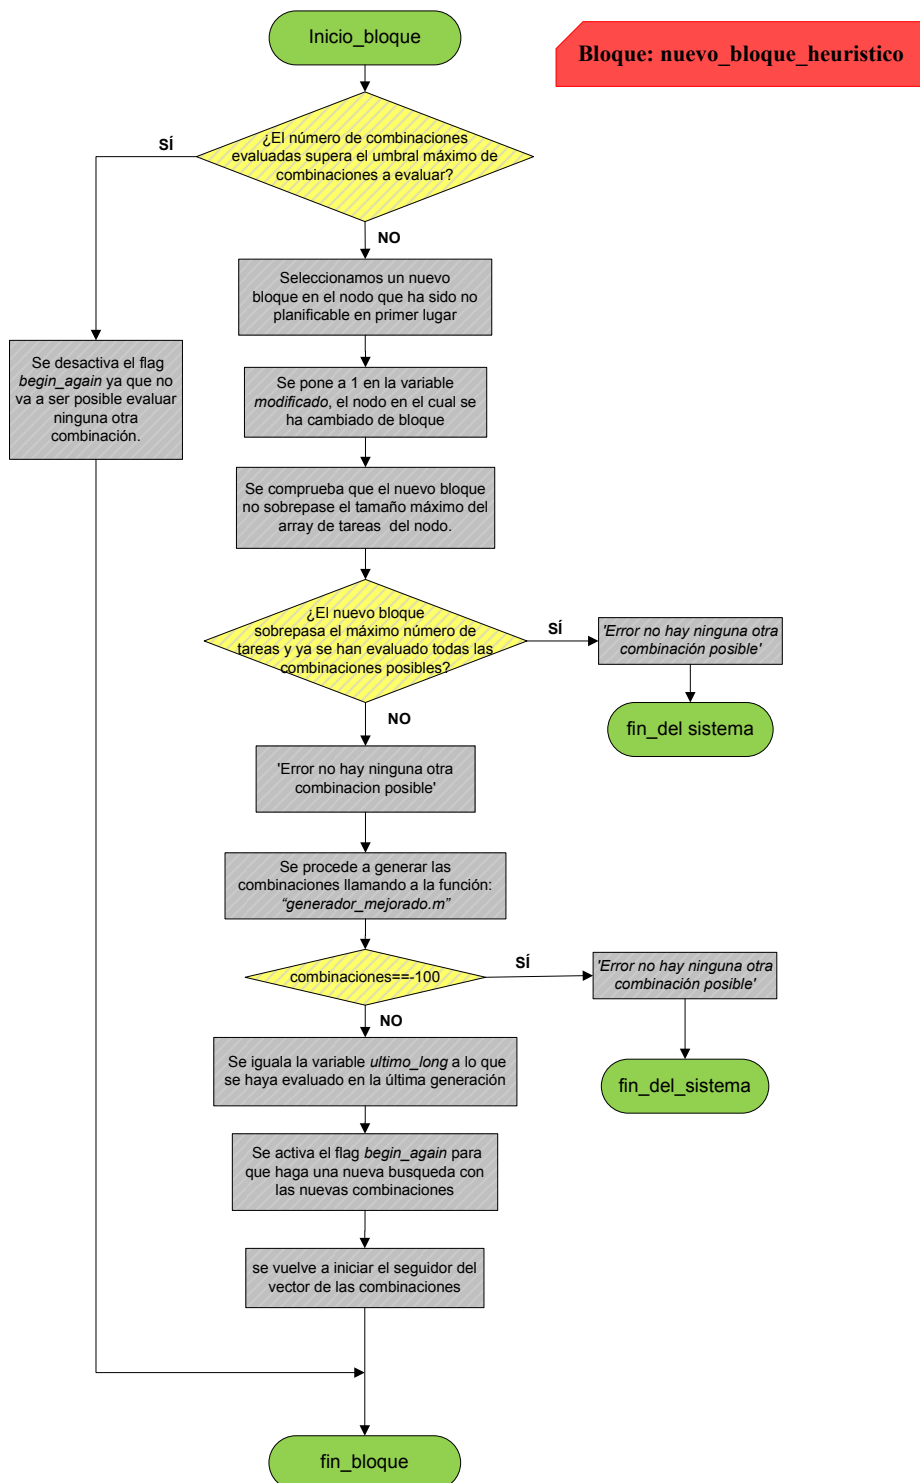 Inicio_bloque
Bloque: nuevo_bloque_heuristico
¿El número de combinaciones
evaluadas supera el umbral máximo de
combinaciones a evaluar?
SÍ
NO
Seleccionamos un nuevo
bloque en el nodo que ha sido no
planificable en primer lugar
Se desactiva el flag
begin_again ya que no
va a ser posible evaluar
ninguna otra
combinación.
Se pone a 1 en la variable
modificado, el nodo en el cual se
ha cambiado de bloque
Se comprueba que el nuevo bloque
no sobrepase el tamaño máximo del
array de tareas del nodo.
¿El nuevo bloque
sobrepasa el máximo número de
tareas y ya se han evaluado todas las
combinaciones posibles?
SÍ
'Error no hay ninguna otra
combinación posible'
fin_del sistema
NO
'Error no hay ninguna otra
combinacion posible'
Se procede a generar las
combinaciones llamando a la función:
“generador_mejorado.m”
combinaciones==-100
SÍ
'Error no hay ninguna otra
combinación posible'
fin_del_sistema
NO
Se iguala la variable ultimo_long a lo que
se haya evaluado en la última generación
Se activa el flag begin_again para
que haga una nueva busqueda con
las nuevas combinaciones
se vuelve a iniciar el seguidor del
vector de las combinaciones
fin_bloque